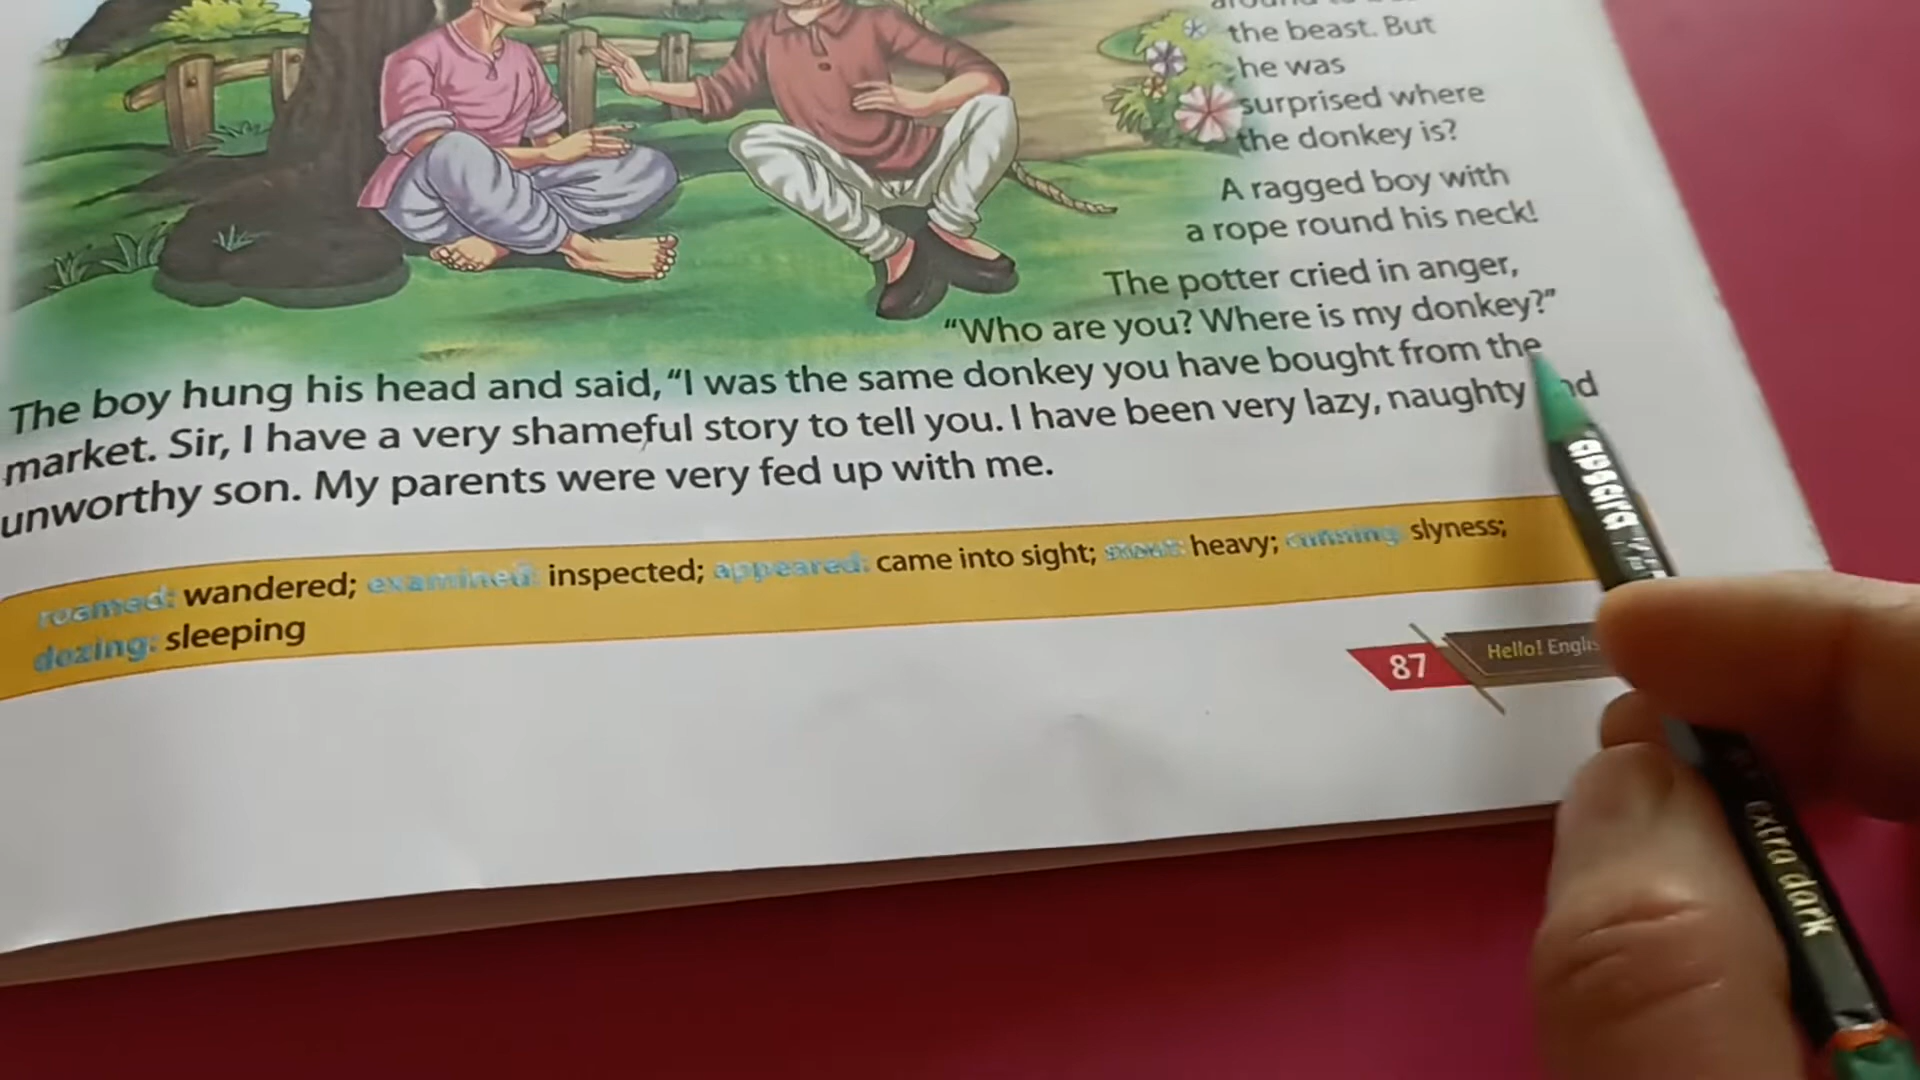 the beast. But
he was
surprised where
the donkey is?
A ragged boy with
a rope round his neck!
The potter cried in anger,
“Who are you? Where is my donkey?”
The boy hung his head and said, “I was the same donkey you have bought from the
market. Sir, I have a very shameful story to tell you. I have been very lazy, naughty
unworthy son. My parents were very fed up with me.
roamed: wandered; examined: inspected; appeared: came into sight; stout: heavy; cunning: slyness;
dozing: sleeping
87
Hello!
apsara
extra dark